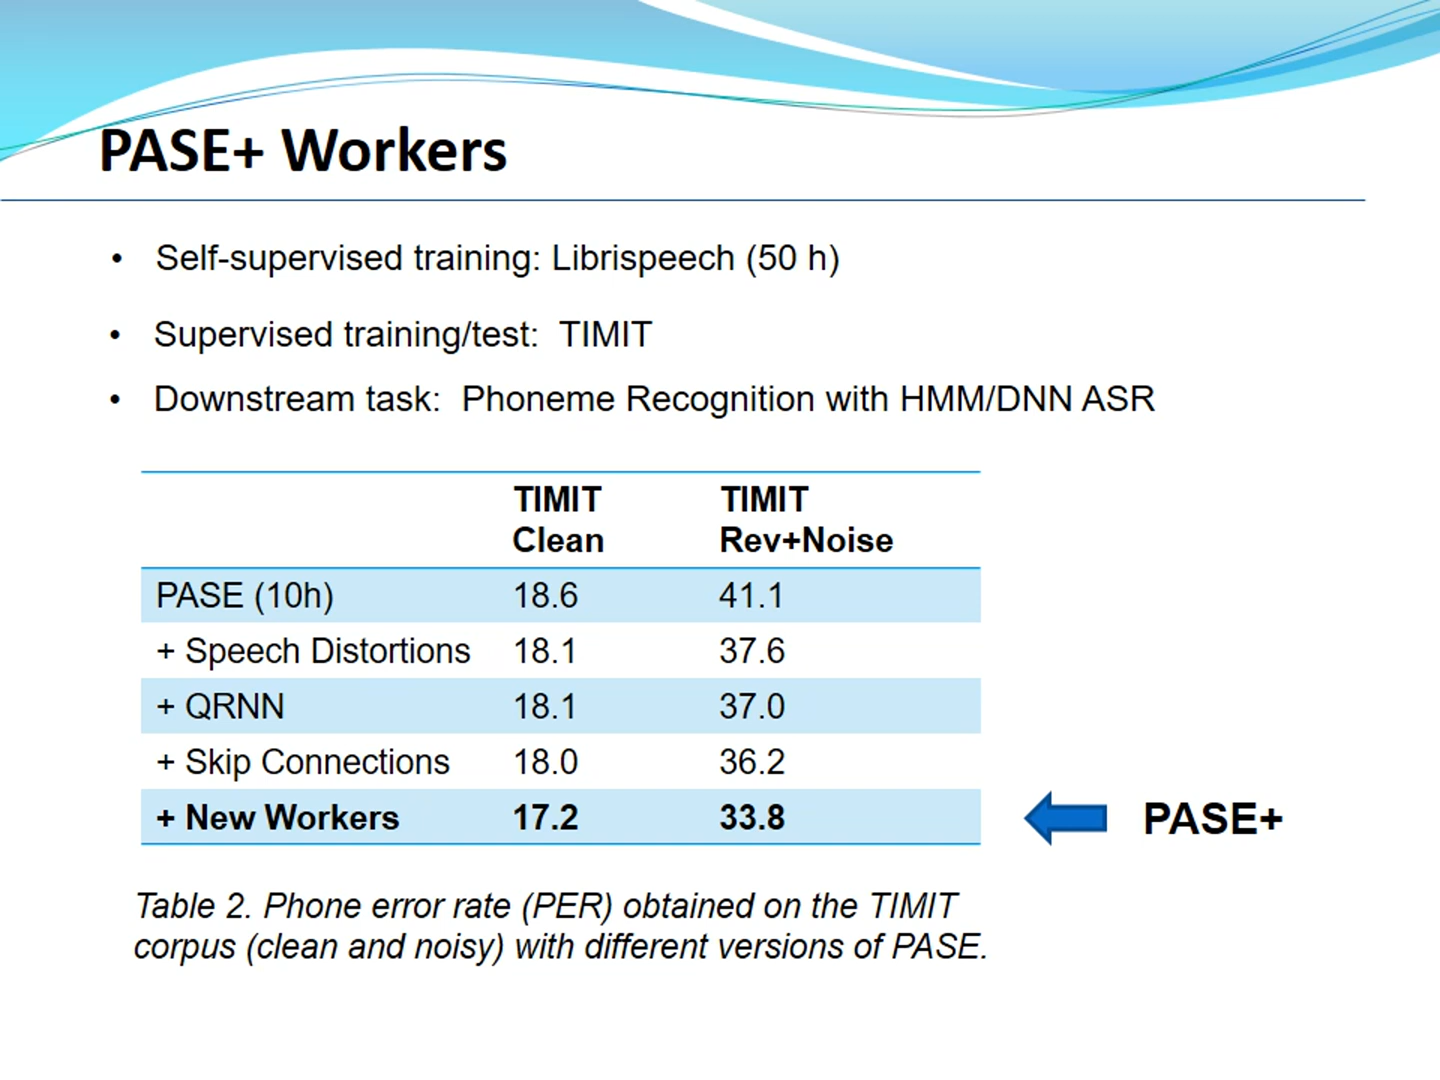 PASE+ Workers
• Self-supervised training: Librispeech (50 h)
• Supervised training/test: TIMIT
• Downstream task: Phoneme Recognition with HMM/DNN ASR
TIMIT Clean TIMIT Rev+Noise
PASE (10h) 18.6 41.1
+ Speech Distortions 18.1 37.6
+ QRNN 18.1 37.0
+ Skip Connections 18.0 36.2
+ New Workers 17.2 33.8
PASE+
Table 2. Phone error rate (PER) obtained on the TIMIT
corpus (clean and noisy) with different versions of PASE.